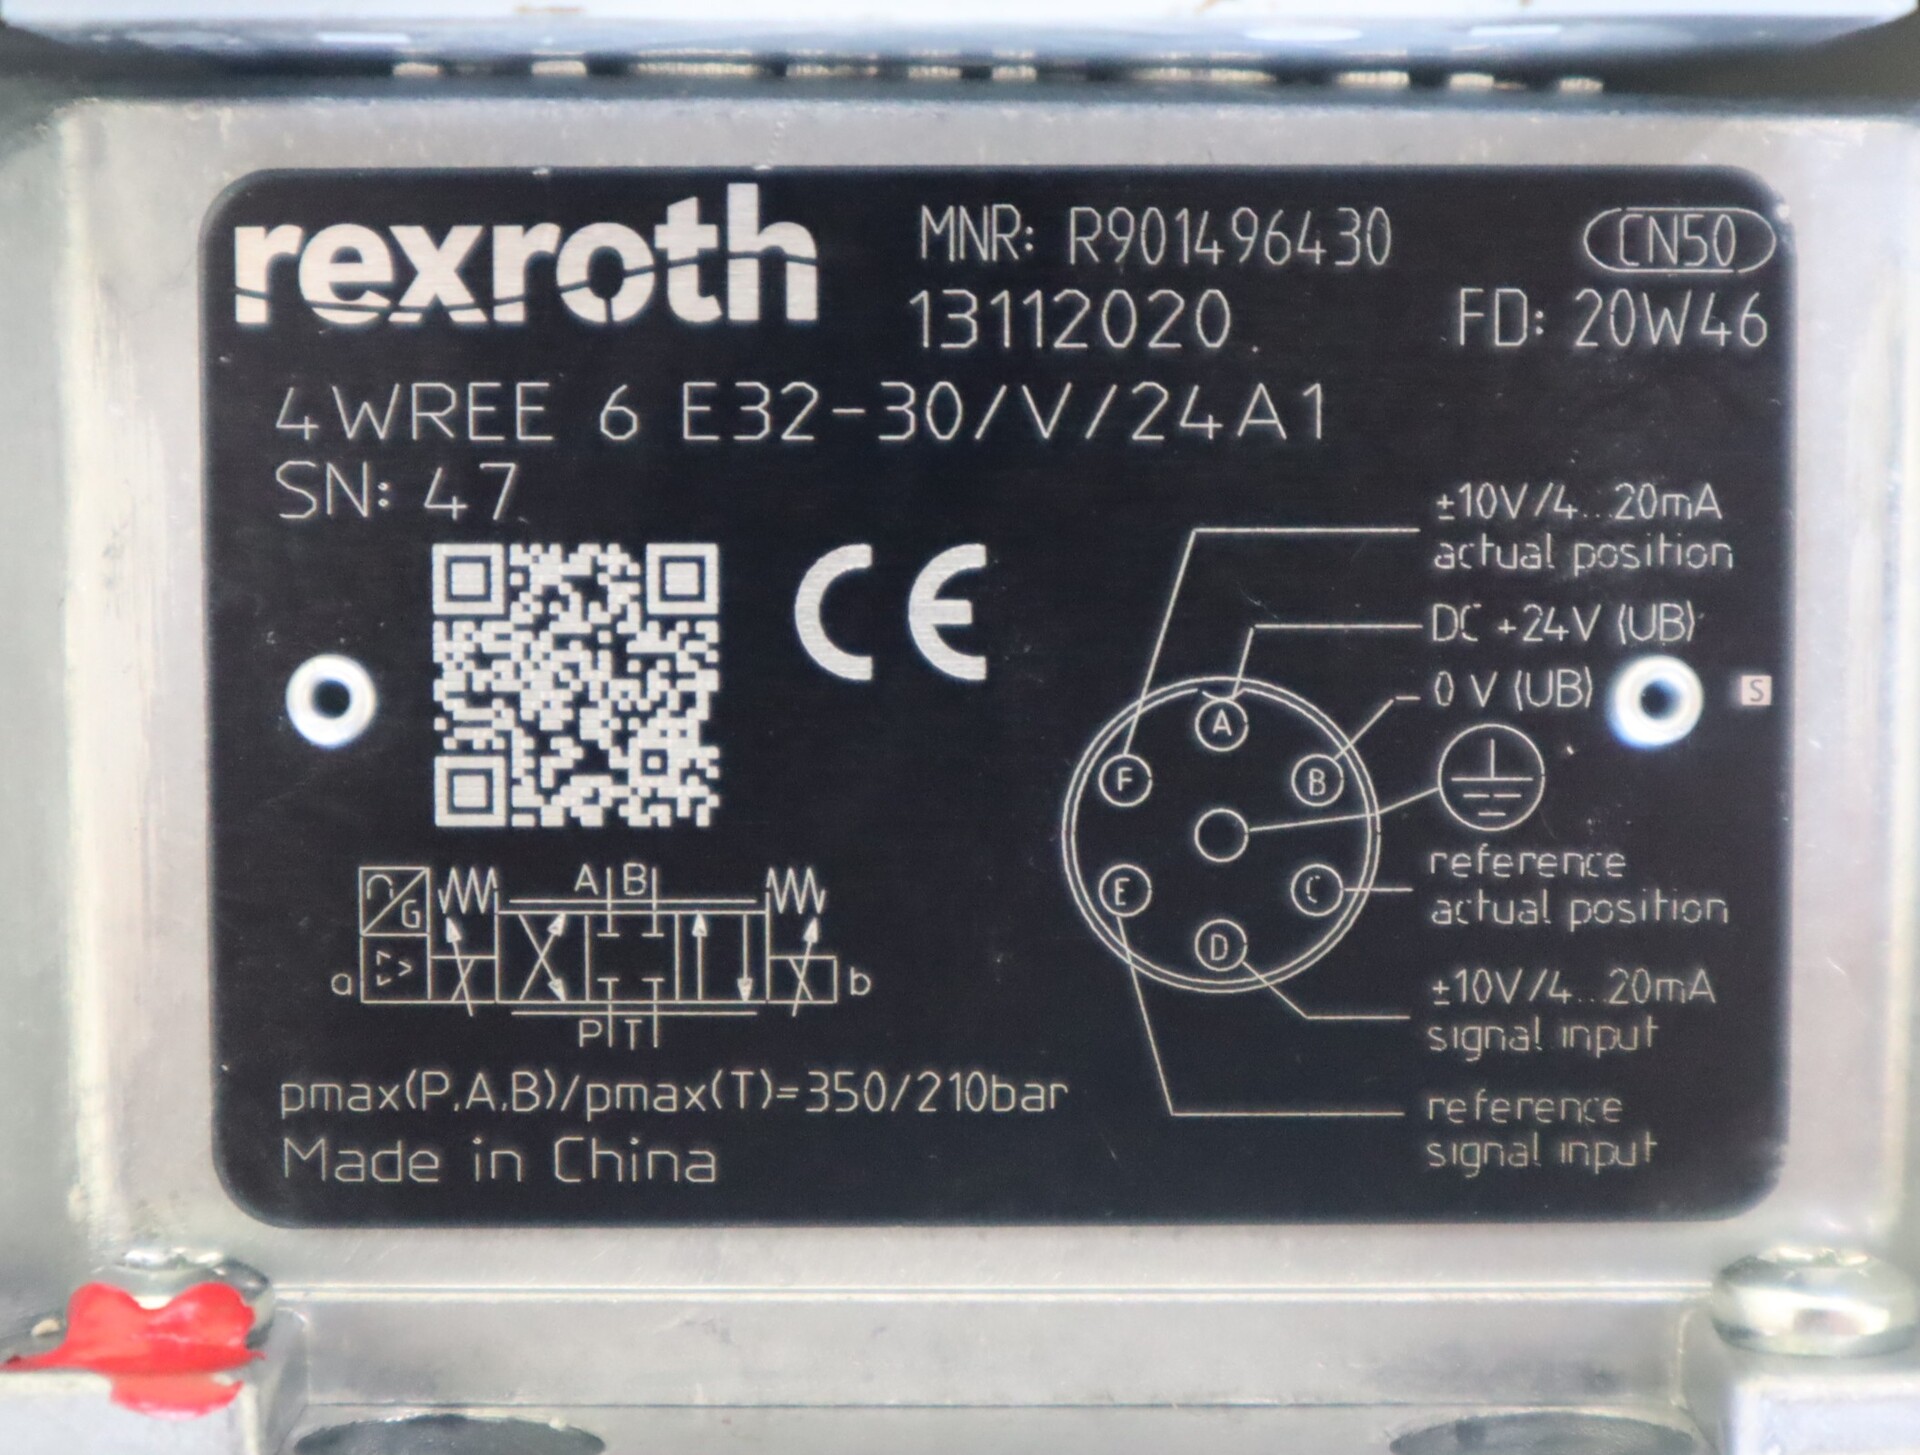 rexroth
MNR: R901496430
CN50
13112020
FD: 20W46
4WREE 6 E32-30/V/24A1
SN: 47
CE
±10V/4...20mA
actual position
DC +24V (UB)
0 V (UB)
S
A
F
B
E
C
D
reference
actual position
±10V/4...20mA
signal input
reference
signal input
A B
G
a
b
P T
pmax(P,A,B)/pmax(T)=350/210bar
Made in China